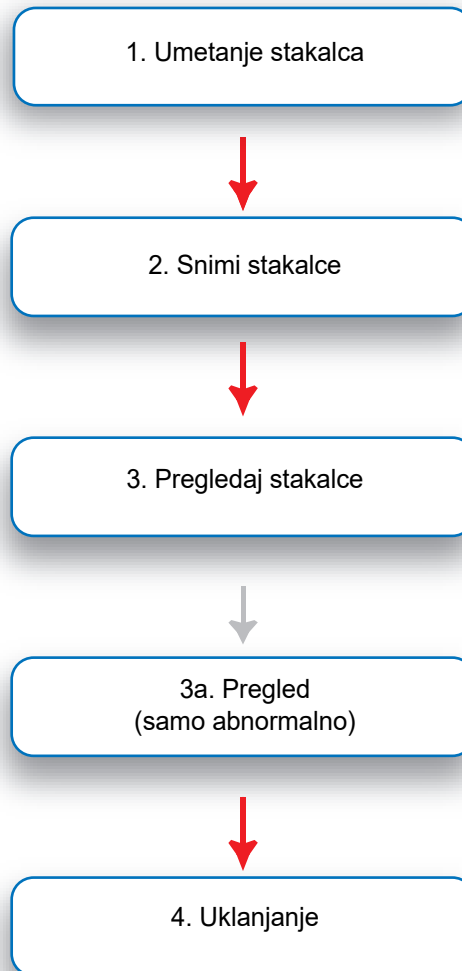 1. Umetanje stakalca
2. Snimi stakalce
3. Pregledaj stakalce
3a. Pregled
(samo abnormalno)
4. Uklanjanje